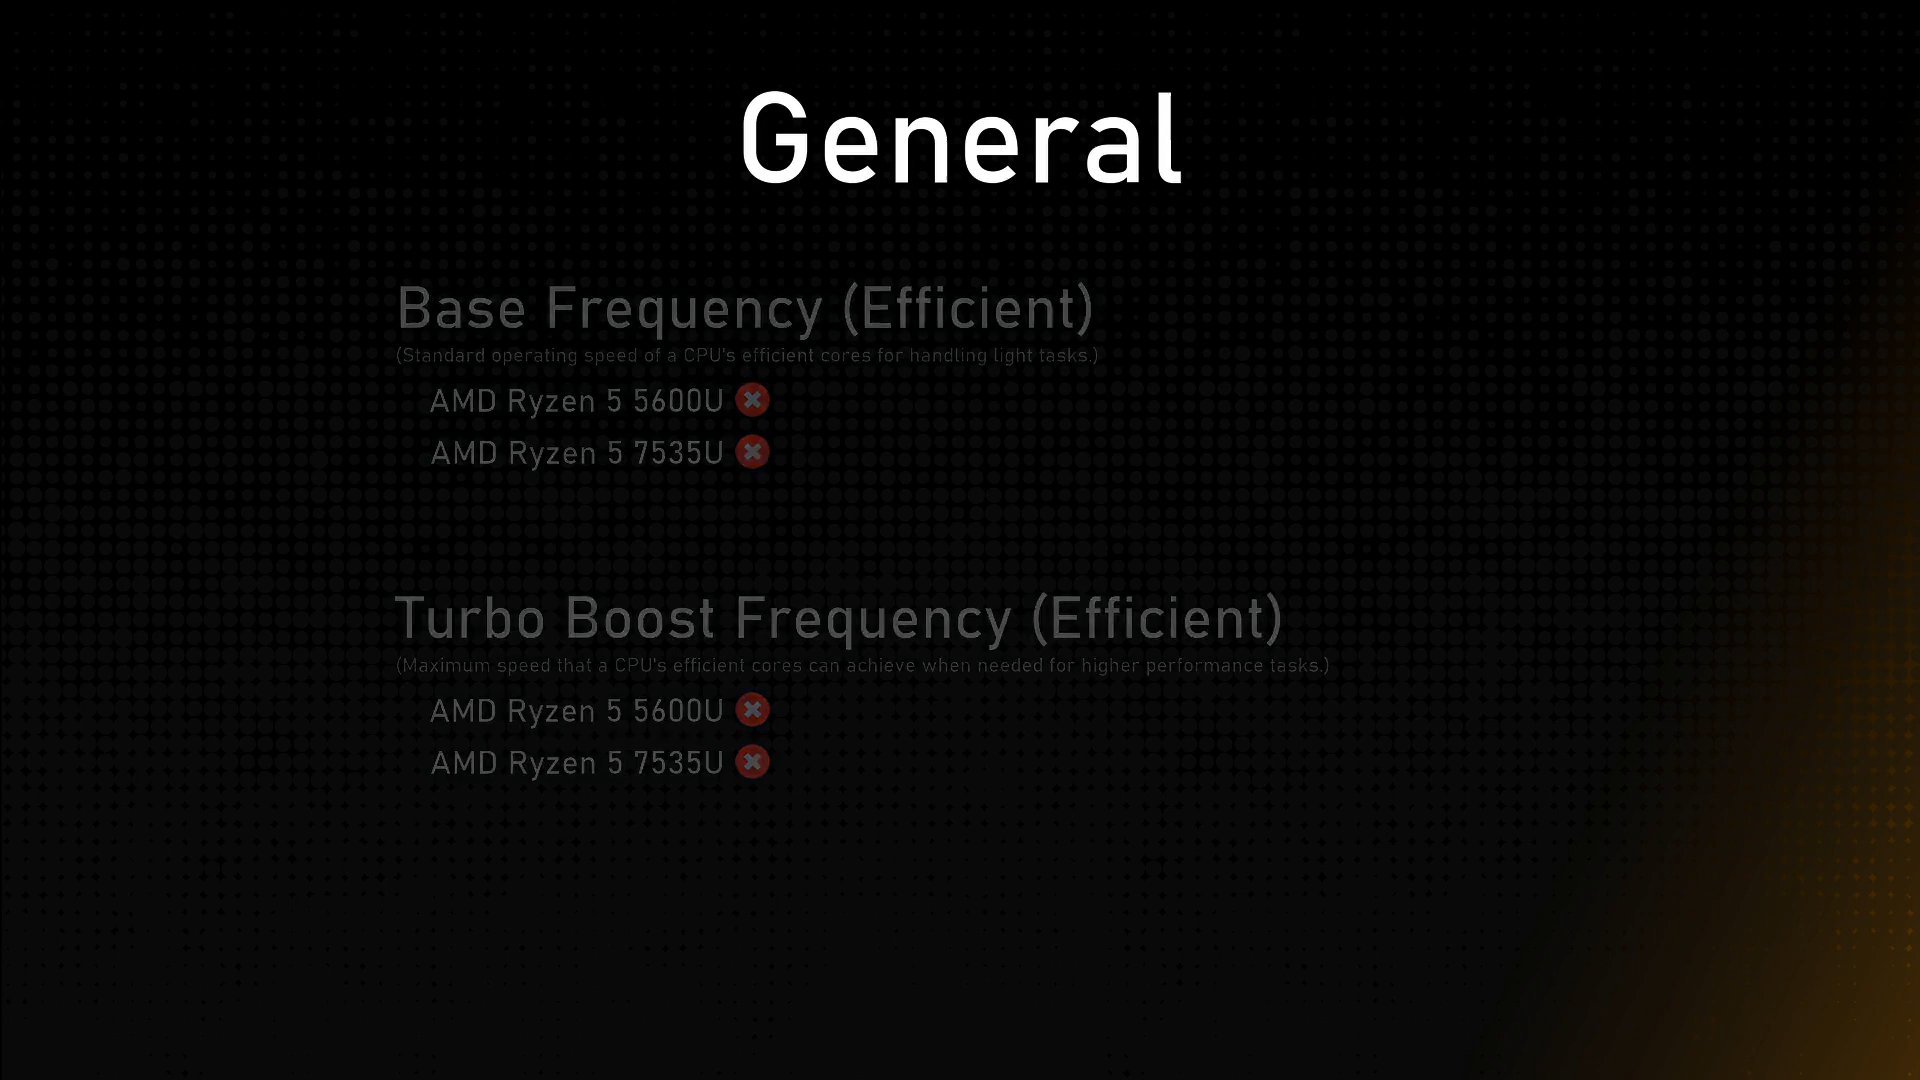 General
Base Frequency (Efficient)
(Standard operating speed of a CPU's efficient cores for handling light tasks.)
AMD Ryzen 5 5600U
AMD Ryzen 5 7535U
Turbo Boost Frequency (Efficient)
(Maximum speed that a CPU's efficient cores can achieve when needed for higher performance tasks.)
AMD Ryzen 5 5600U
AMD Ryzen 5 7535U